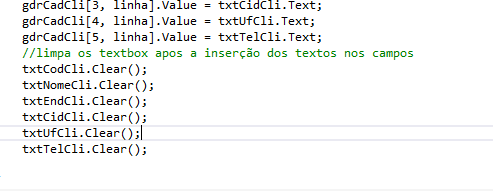 gdrCadCli[3, linha].Value = txtCidCli.Text;
gdrCadCli[4, linha].Value = txtUfCli.Text;
gdrCadCli[5, linha].Value = txtTelCli.Text;
//limpa os textbox apos a inserção dos textos nos campos
txtCodCli.Clear();
txtNomeCli.Clear();
txtEndCli.Clear();
txtCidCli.Clear();
txtUfCli.Clear();
txtTelCli.Clear();